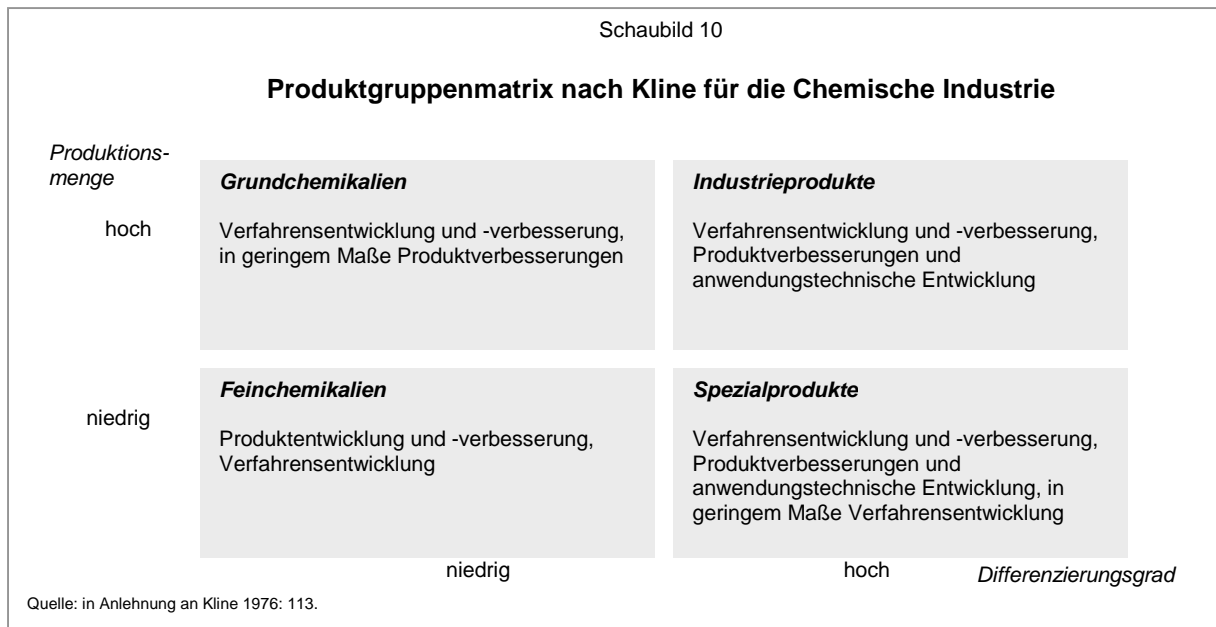 Schaubild 10
Produktgruppenmatrix nach Kline für die Chemische Industrie
Produktions-
menge
hoch
Grundchemikalien
Verfahrensentwicklung und -verbesserung,
in geringem Maße Produktverbesserungen
Industrieprodukte
Verfahrensentwicklung und -verbesserung,
Produktverbesserungen und
anwendungstechnische Entwicklung
niedrig
Feinchemikalien
Produktentwicklung und -verbesserung,
Verfahrensentwicklung
Spezialprodukte
Verfahrensentwicklung und -verbesserung,
Produktverbesserungen und
anwendungstechnische Entwicklung, in
geringem Maße Verfahrensentwicklung
niedrig
hoch
Differenzierungsgrad
Quelle: in Anlehnung an Kline 1976: 113.